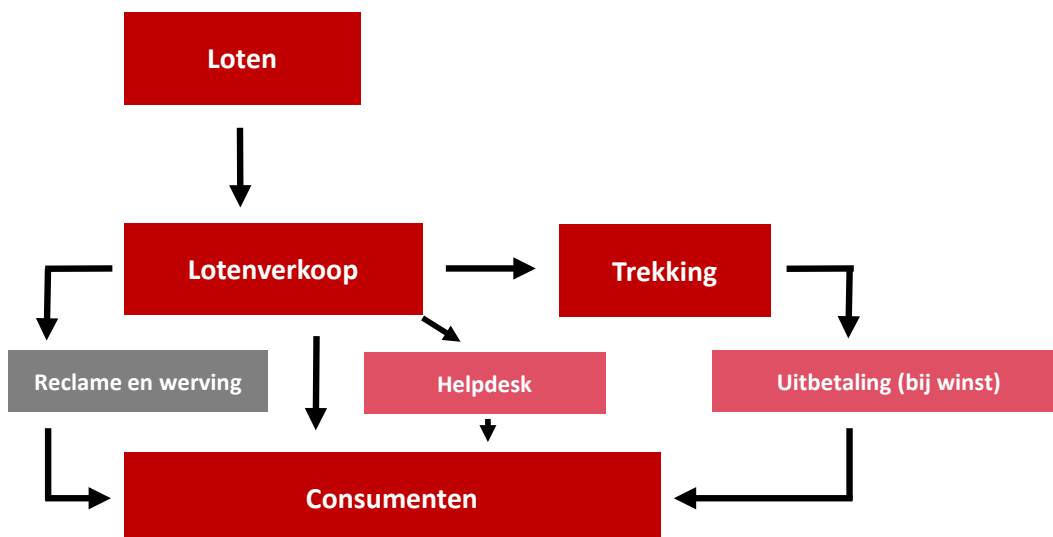 Loten
Lotenverkoop
Trekking
Reclame en werving
Helpdesk
Uitbetaling (bij winst)
Consumenten